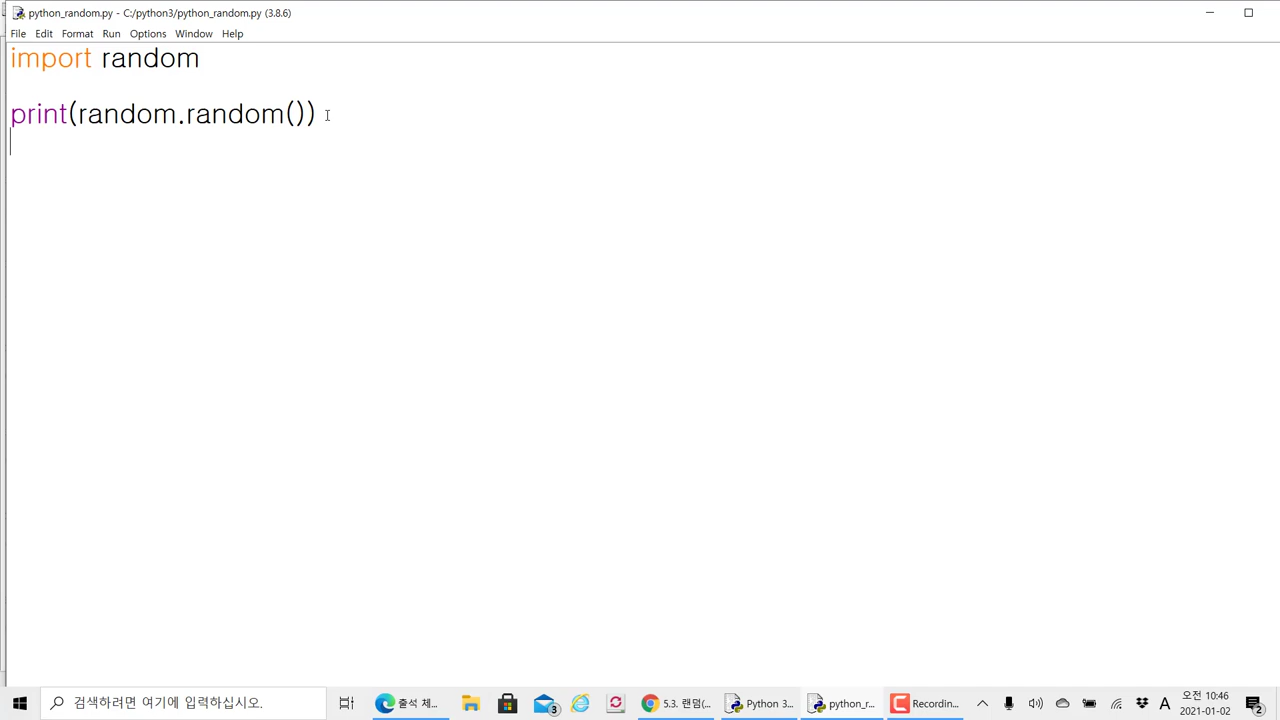 python_random.py - C:/python3/python_random.py (3.8.6)
File Edit Format Run Options Window Help
import random
print(random.random())
검색하려면 여기에 입력하십시오.
출석 체...
3
5.3. 랜덤(...
Python 3...
python_r...
Recordin...
A
오전 10:46
2021-01-02
2